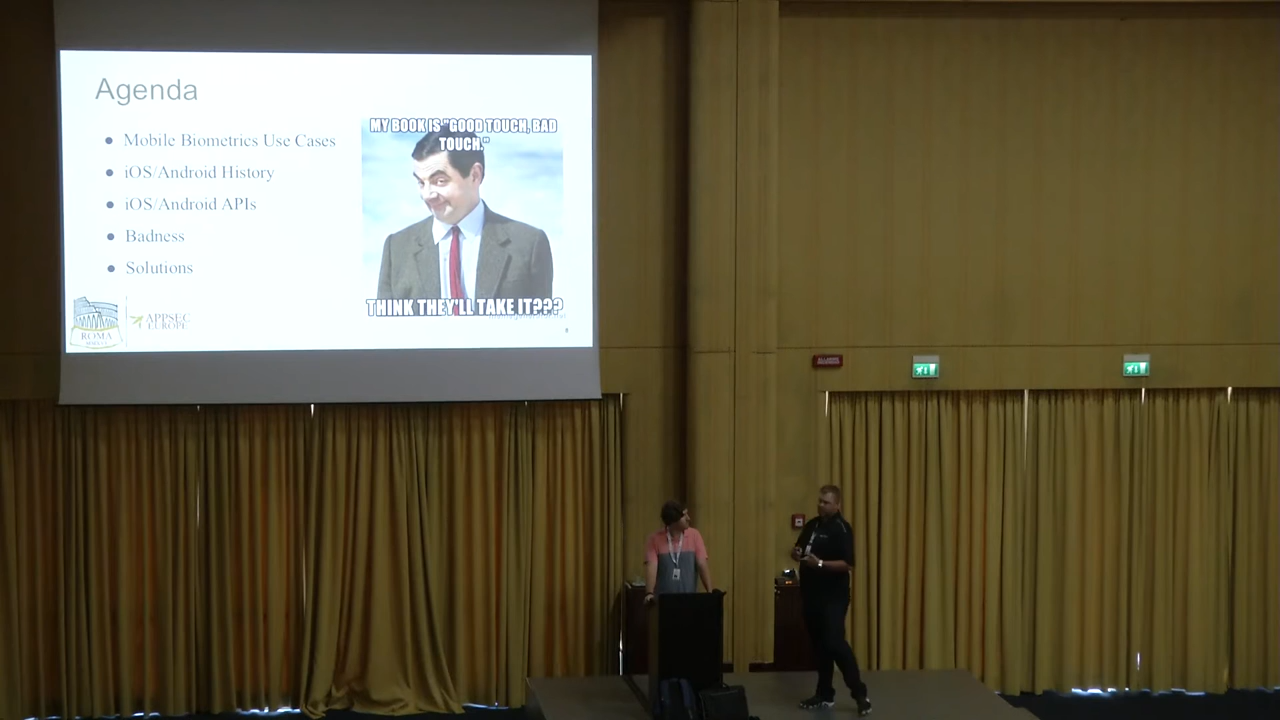 Agenda
● Mobile Biometrics Use Cases
● iOS/Android History
● iOS/Android APIs
● Badness
● Solutions
MY BOOK IS "GOOD TOUCH, BAD
TOUCH."
THINK THEY'LL TAKE IT???
ROMA
APPSEC
EUROPE